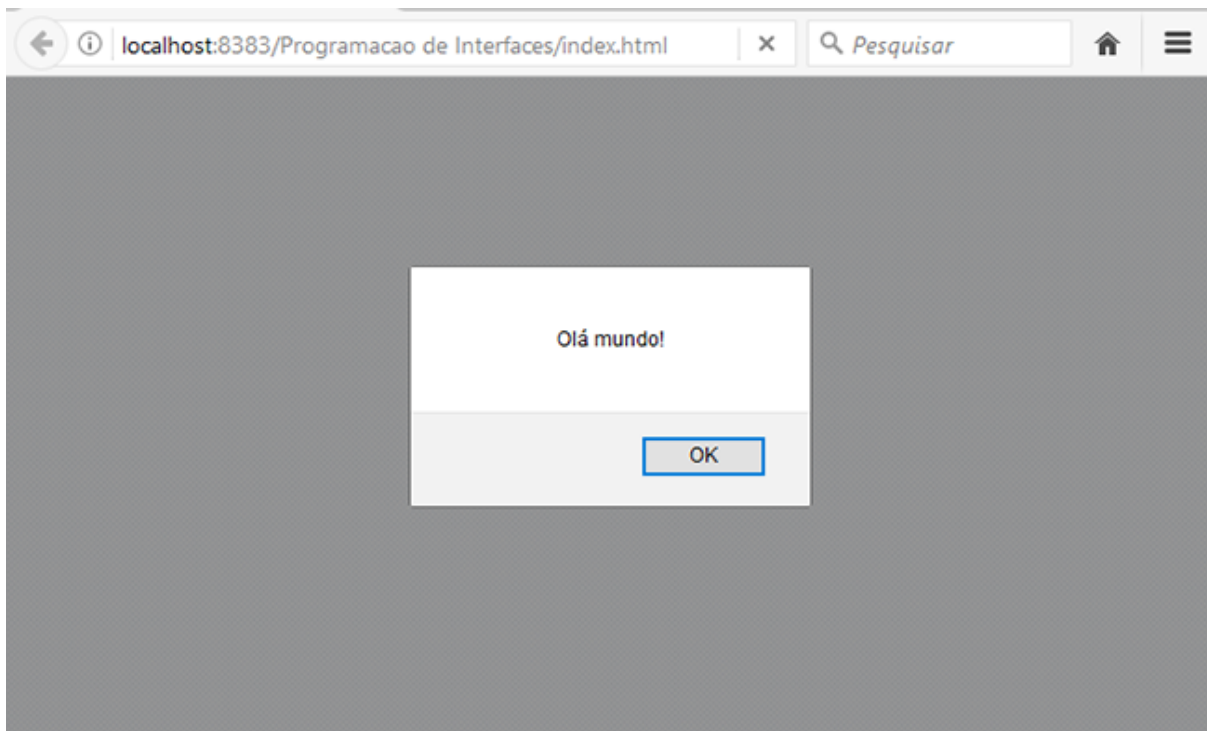 localhost:8383/Programacao de Interfaces/index.html
Pesquisar
Olá mundo!
OK